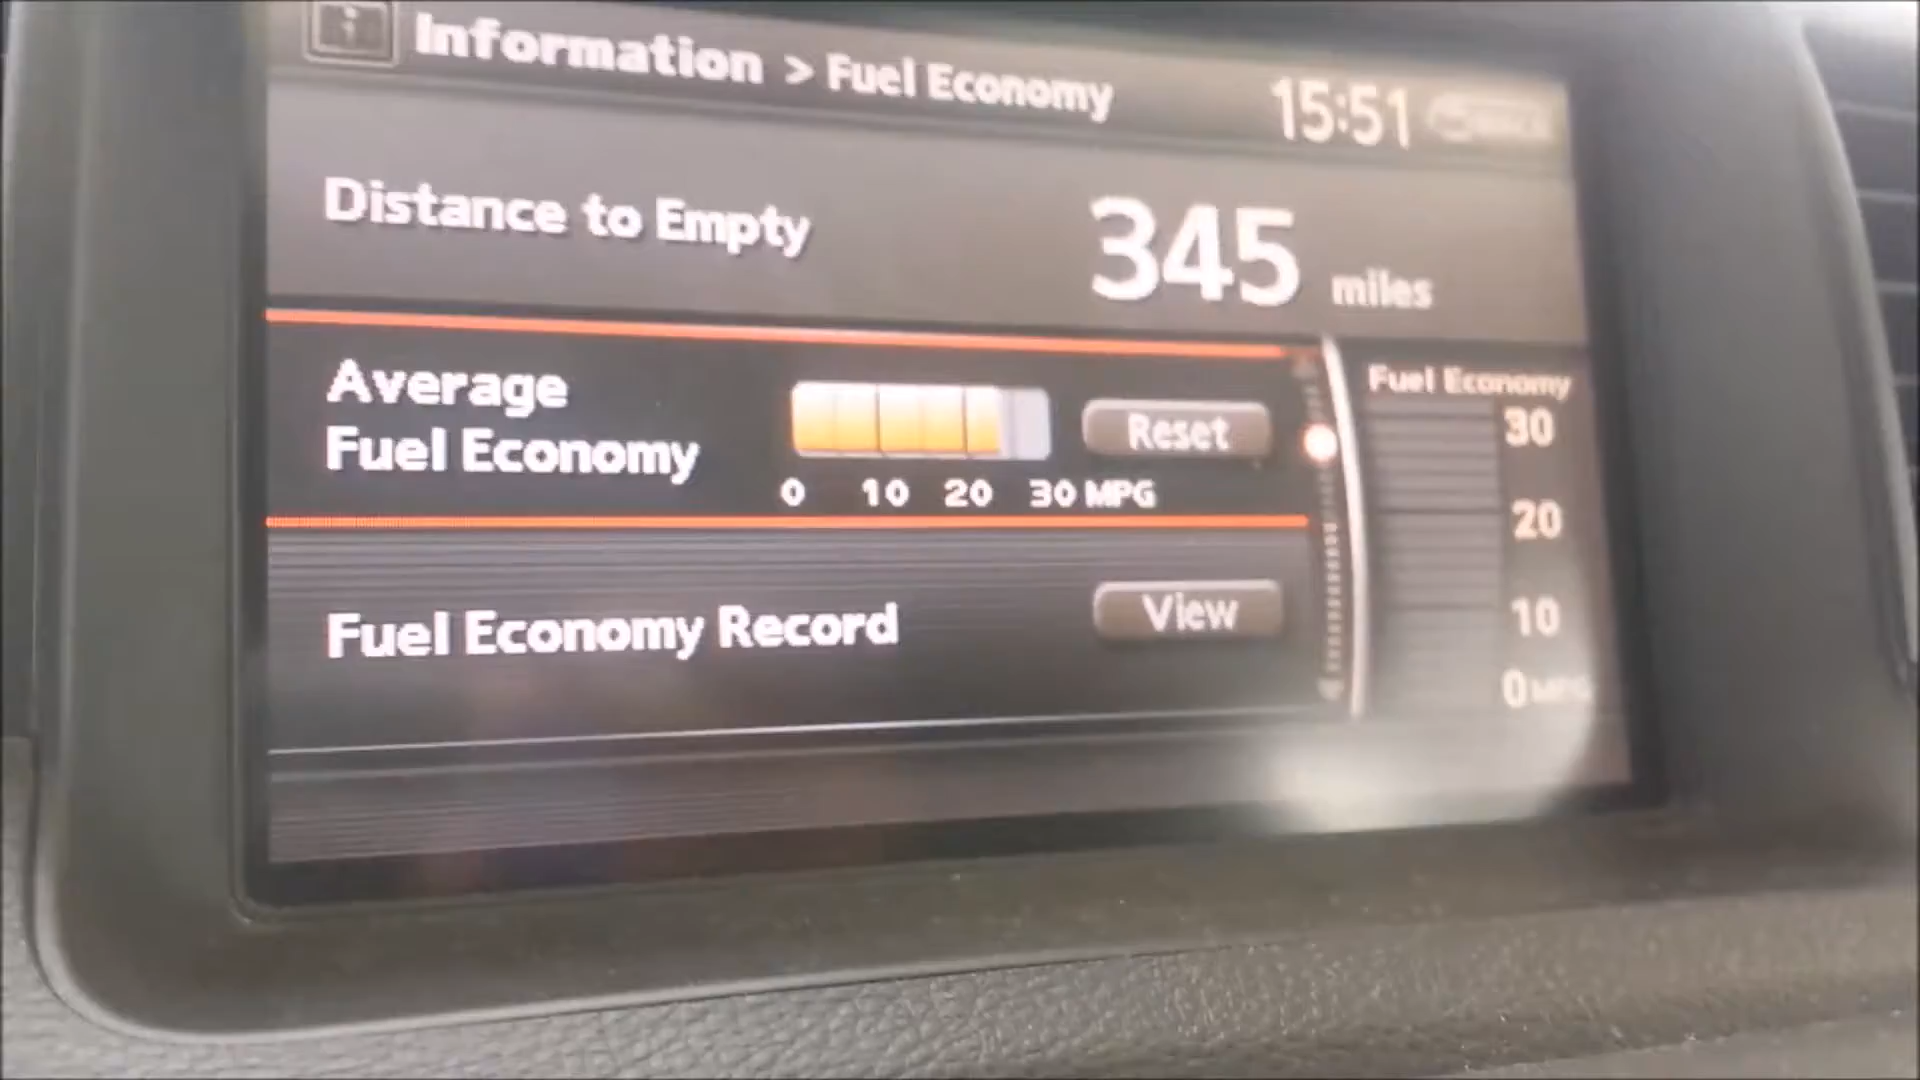 Information > Fuel Economy 15:51
Distance to Empty 345 miles
Average
Fuel Economy
Reset
0 10 20 30 MPG
Fuel Economy Record
View
Fuel Economy
30
20
10
0 MPG